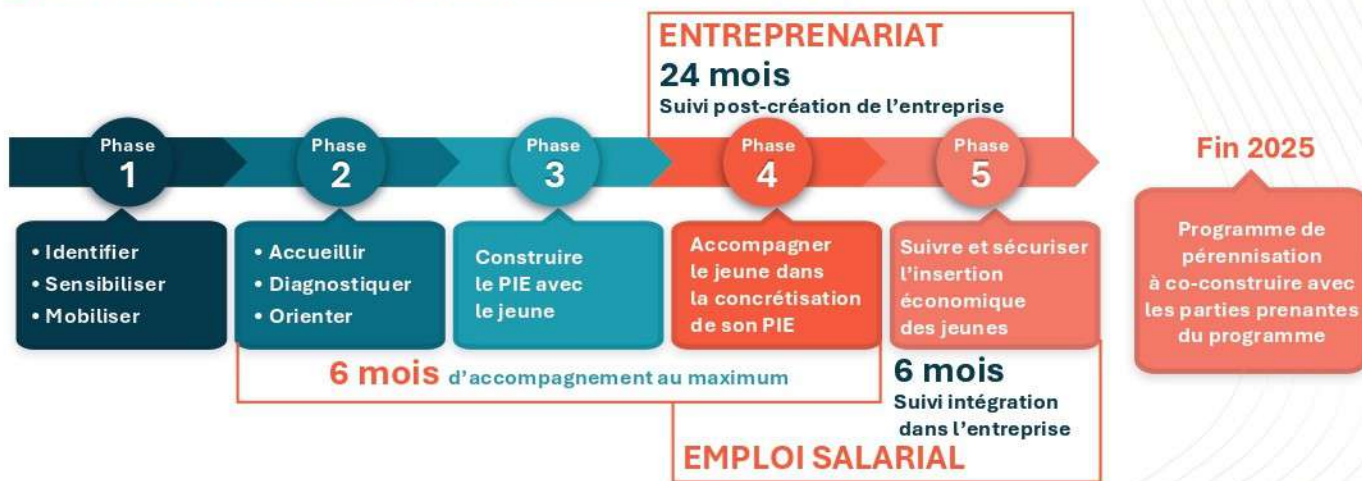 ENTREPRENARIAT
24 mois
Suivi post-création de l'entreprise
Phase
1
Phase
2
Phase
3
Phase
4
Phase
5
Fin 2025
• Identifier
• Sensibiliser
• Mobiliser
• Accueillir
• Diagnostiquer
• Orienter
Construire
le PIE avec
le jeune
Accompagner
le jeune dans
la concrétisation
de son PIE
Suivre et sécuriser
l'insertion
économique
des jeunes
Programme de
pérennisation
à co-construire avec
les parties prenantes
du programme
6 mois d'accompagnement au maximum
6 mois
Suivi intégration
dans l'entreprise
EMPLOI SALARIAL